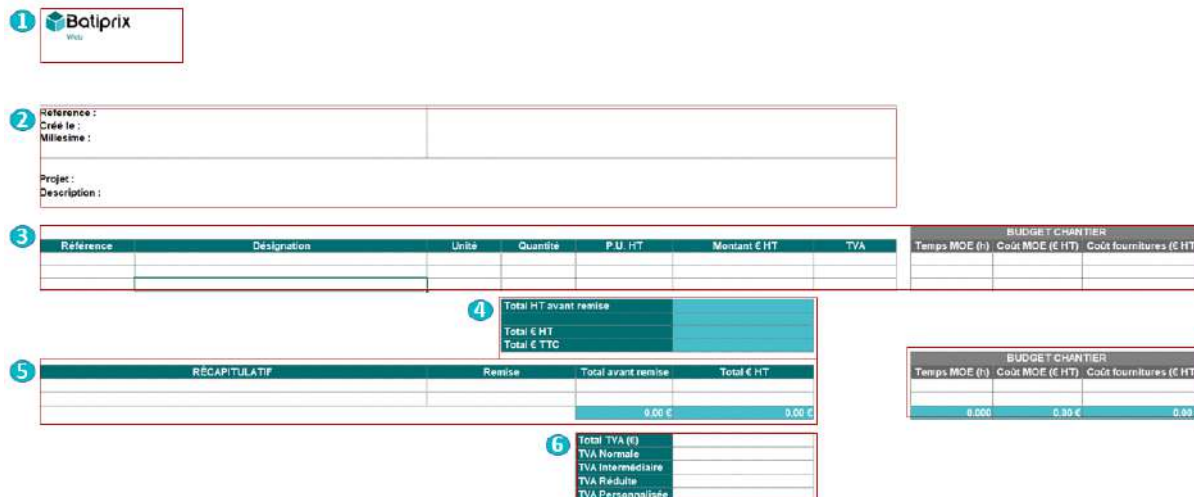 1
Batiprix
Web
2
Référence :
Créé le :
Millesime :
Projet :
Description :
3
BUDGET CHANTIER
Référence Désignation Unité Quantité P.U. HT Montant € HT TVA Temps MOE (h) Coût MOE (€ HT) Coût fournitures (€ HT
4
Total HT avant remise
Total € HT
Total € TTC
5
BUDGET CHANTIER
RÉCAPITULATIF Remise Total avant remise Total € HT Temps MOE (h) Coût MOE (€ HT) Coût fournitures (€ HT
0.00 € 0.00 € 0.000 0.00 € 0.00
6
Total TVA (€)
TVA Normale
TVA Intermédiaire
TVA Réduite
TVA Personnalisée